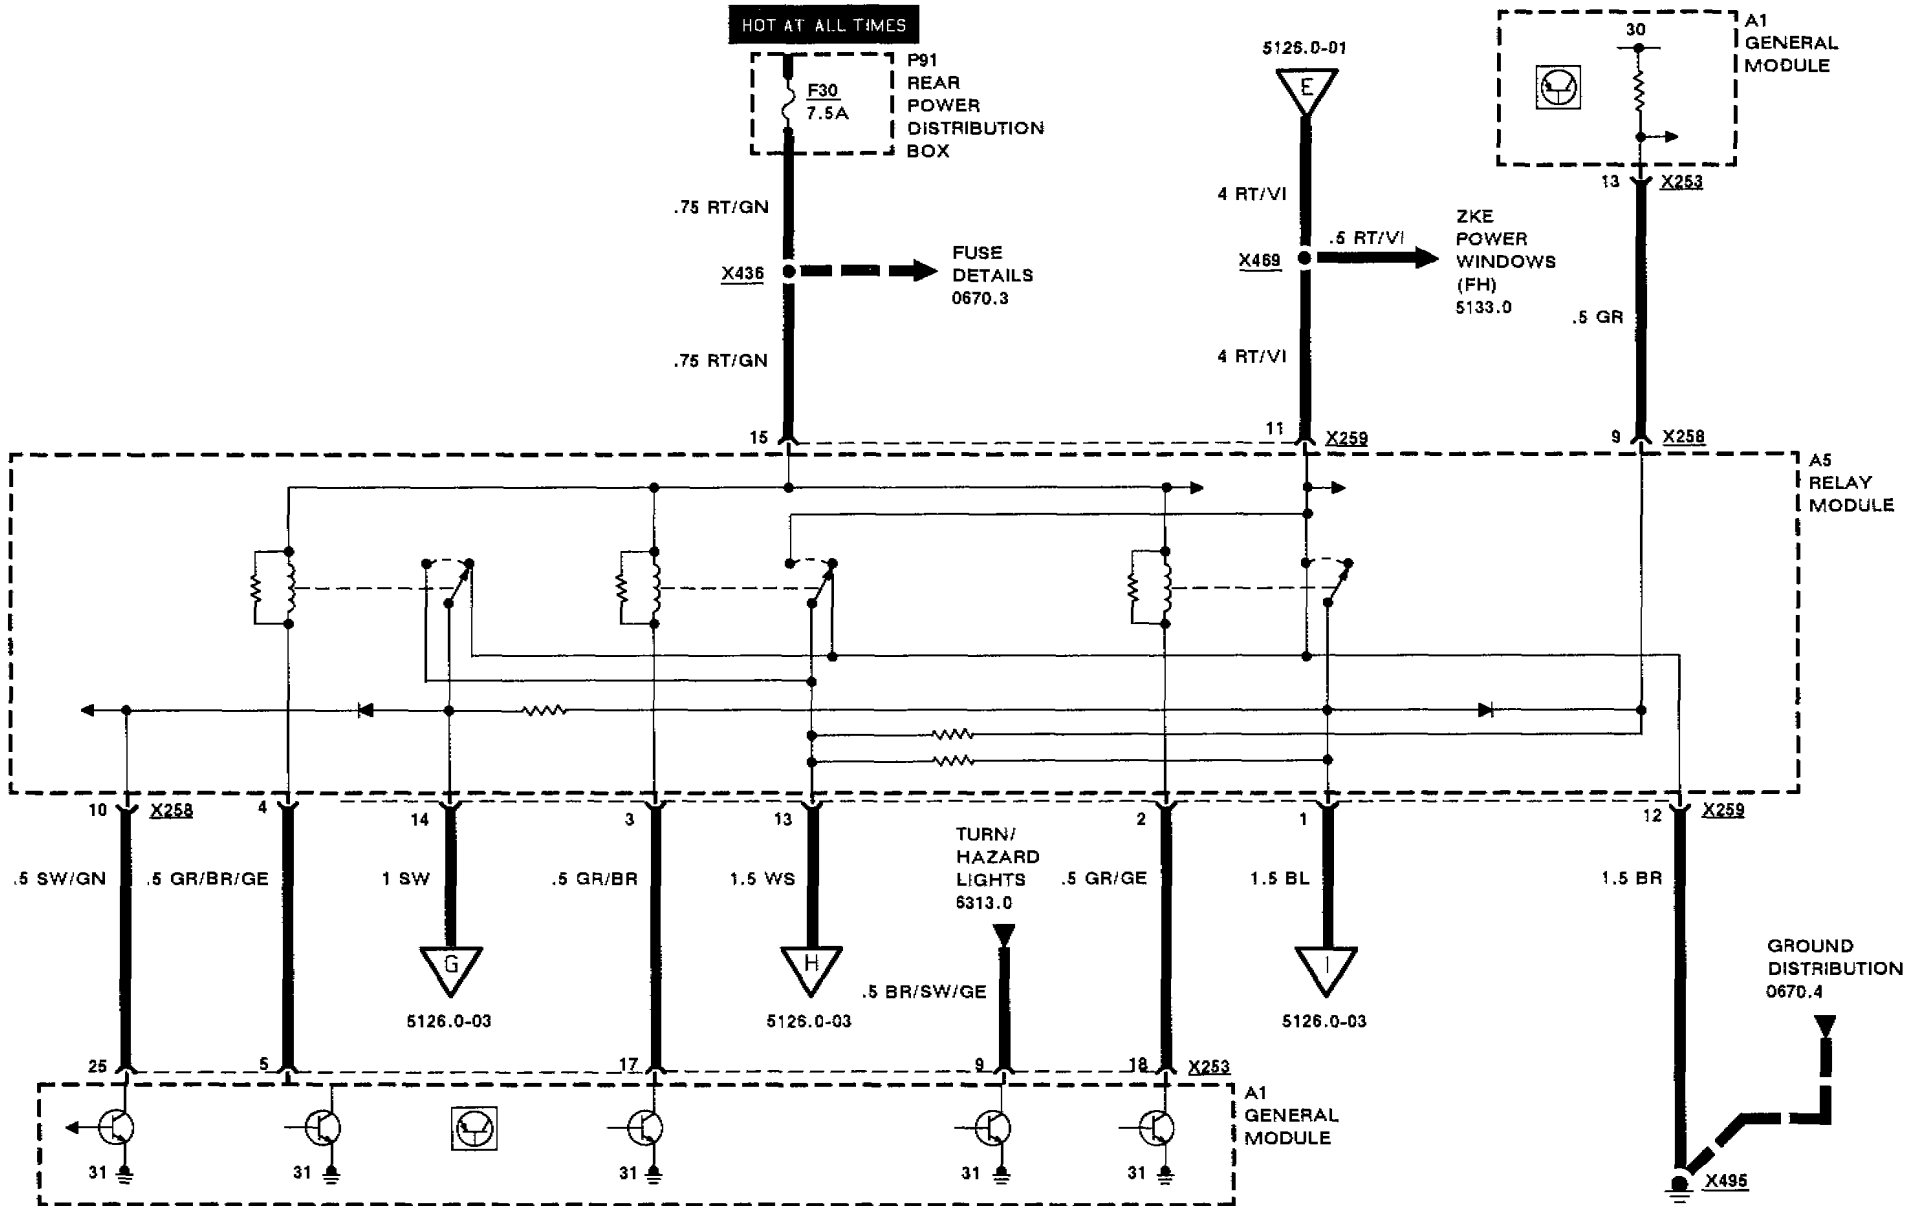 HOT AT ALL TIMES
F30
7.5A
P91
REAR
POWER
DISTRIBUTION
BOX
5126.0-01
E
30
A1
GENERAL
MODULE
13
X253
.75 RT/GN
4 RT/VI
X436
FUSE
DETAILS
0670.3
X469
.5 RT/VI
ZKE
POWER
WINDOWS
(FH)
5133.0
.5 GR
.75 RT/GN
4 RT/VI
15
11
X259
9
X258
A5
RELAY
MODULE
10
X258
4
14
3
13
2
1
12
X259
TURN/
HAZARD
LIGHTS
6313.0
.5 SW/GN
.5 GR/BR/GE
1 SW
.5 GR/BR
1.5 WS
.5 GR/GE
1.5 BL
1.5 BR
G
H
I
.5 BR/SW/GE
5126.0-03
5126.0-03
5126.0-03
GROUND
DISTRIBUTION
0670.4
25
5
17
9
18
X253
A1
GENERAL
MODULE
31
31
31
31
31
X495